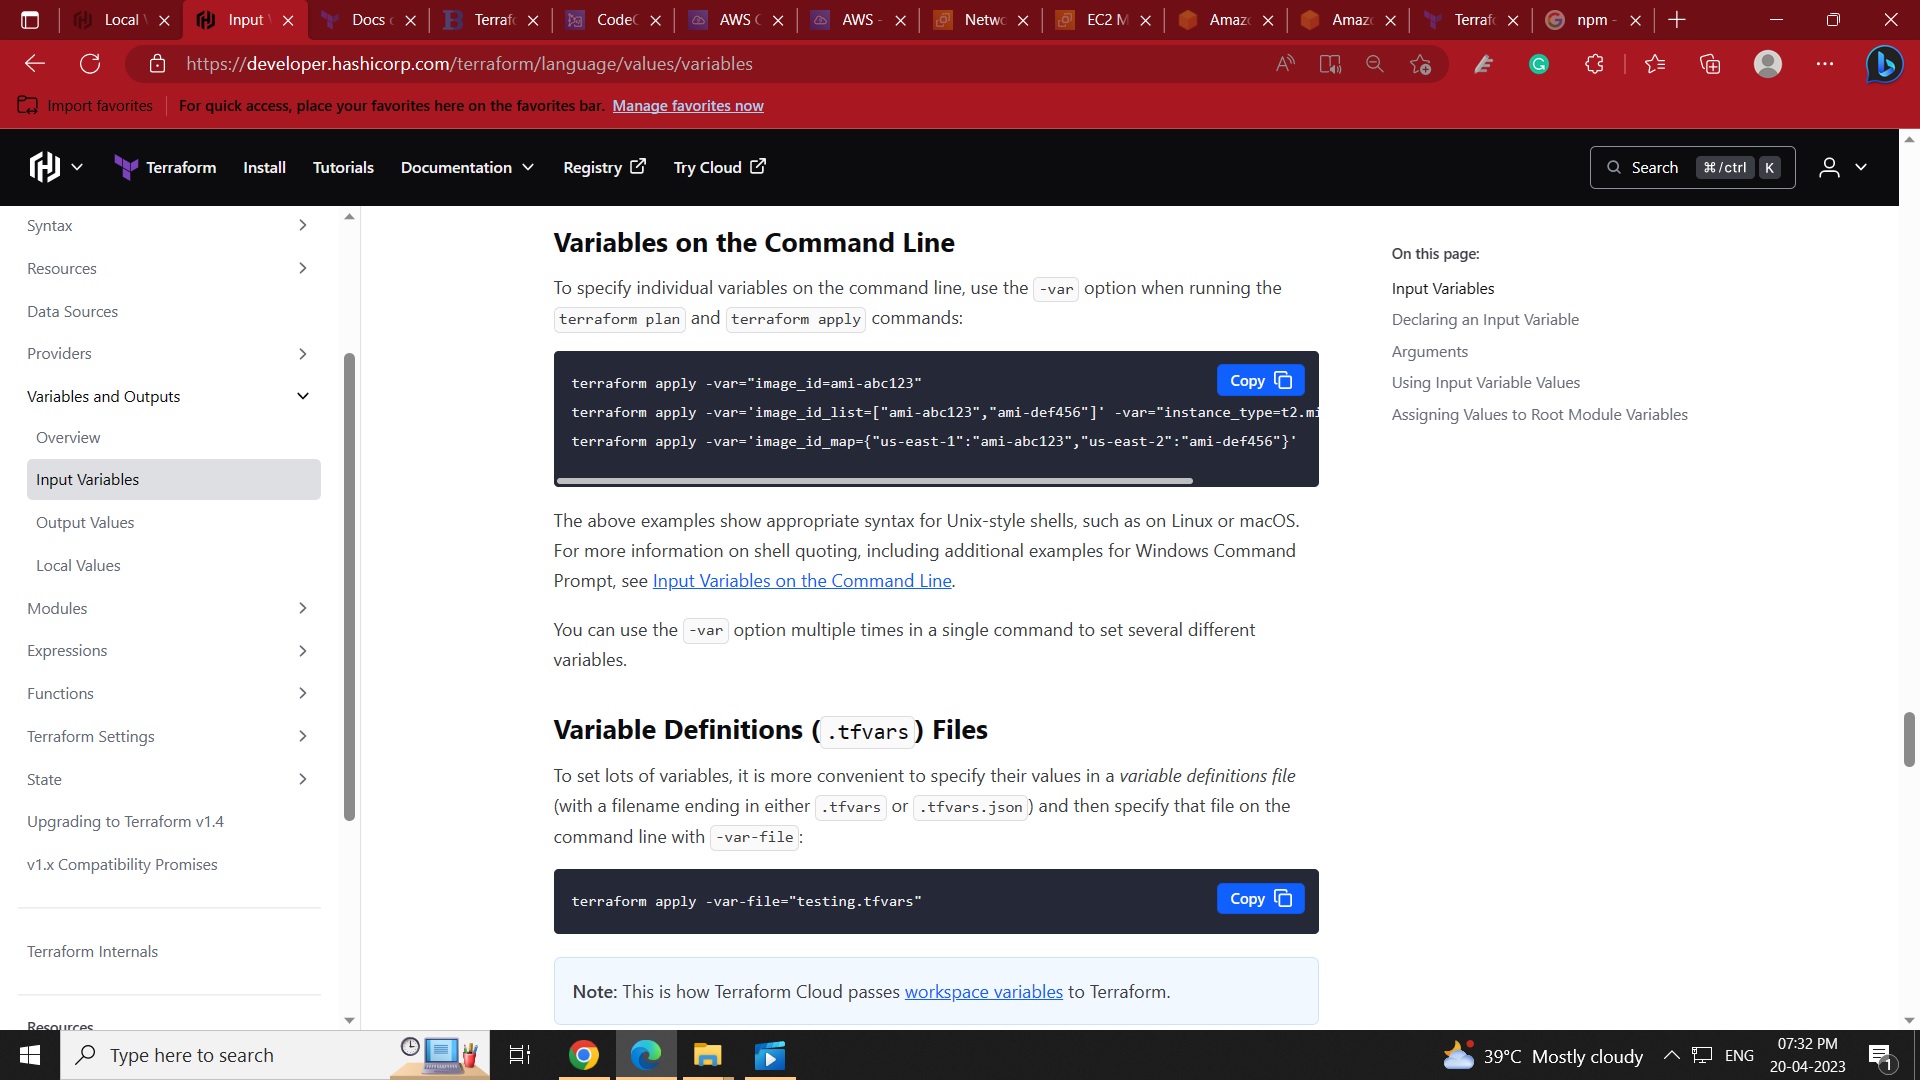 Local
Input
Docs
Terraf
Code
AWS
AWS -
Netwo
EC2 M
Amaz
Amaz
Terraf
npm -
https://developer.hashicorp.com/terraform/language/values/variables
Import favorites
For quick access, place your favorites here on the favorites bar. Manage favorites now
Terraform
Install
Tutorials
Documentation
Registry
Try Cloud
Search
⌘/ctrl
K
Syntax
Resources
Data Sources
Providers
Variables and Outputs
Overview
Input Variables
Output Values
Local Values
Modules
Expressions
Functions
Terraform Settings
State
Upgrading to Terraform v1.4
v1.x Compatibility Promises
Terraform Internals
Resources
Variables on the Command Line
To specify individual variables on the command line, use the -var option when running the
terraform plan and terraform apply commands:
Copy
terraform apply -var="image_id=ami-abc123"
terraform apply -var='image_id_list=["ami-abc123","ami-def456"]' -var="instance_type=t2.mi
terraform apply -var='image_id_map={"us-east-1":"ami-abc123","us-east-2":"ami-def456"}'
The above examples show appropriate syntax for Unix-style shells, such as on Linux or macOS.
For more information on shell quoting, including additional examples for Windows Command
Prompt, see Input Variables on the Command Line.
You can use the -var option multiple times in a single command to set several different
variables.
Variable Definitions (.tfvars) Files
To set lots of variables, it is more convenient to specify their values in a variable definitions file
(with a filename ending in either .tfvars or .tfvars.json) and then specify that file on the
command line with -var-file:
Copy
terraform apply -var-file="testing.tfvars"
Note: This is how Terraform Cloud passes workspace variables to Terraform.
On this page:
Input Variables
Declaring an Input Variable
Arguments
Using Input Variable Values
Assigning Values to Root Module Variables
Type here to search
39°C Mostly cloudy
ENG
07:32 PM
20-04-2023
1